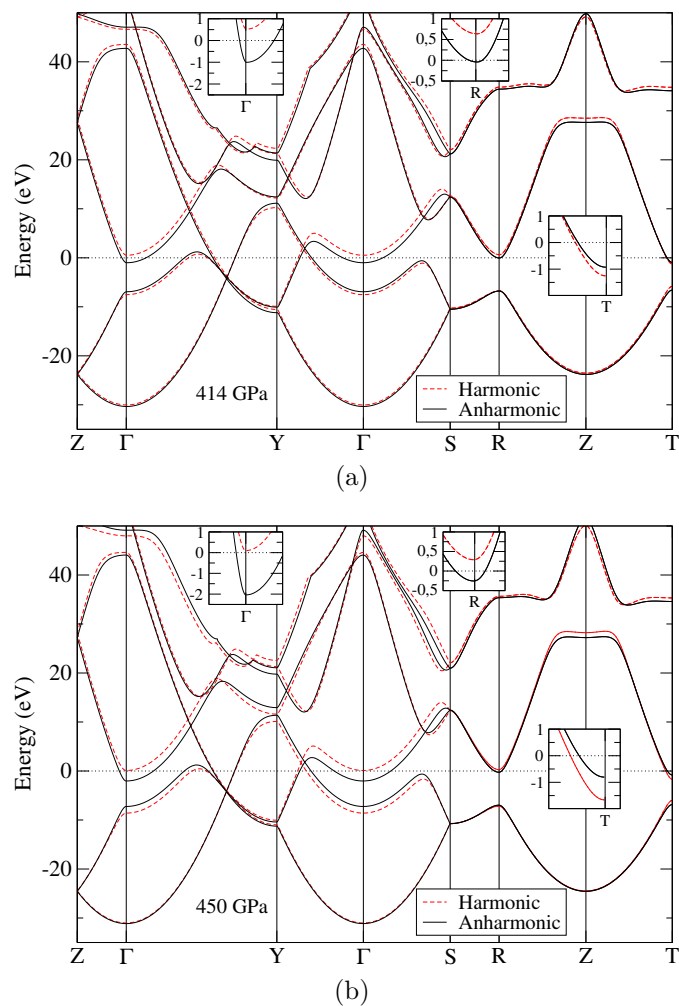 1
0
-1
-2
Γ
1
0,5
0
-0,5
R
1
0
-1
T
40
20
0
-20
Energy (eV)
414 GPa
Harmonic
Anharmonic
Z Γ Y Γ S R Z T
(a)
1
0
-1
-2
Γ
1
0,5
0
-0,5
R
1
0
-1
T
40
20
0
-20
Energy (eV)
450 GPa
Harmonic
Anharmonic
Z Γ Y Γ S R Z T
(b)